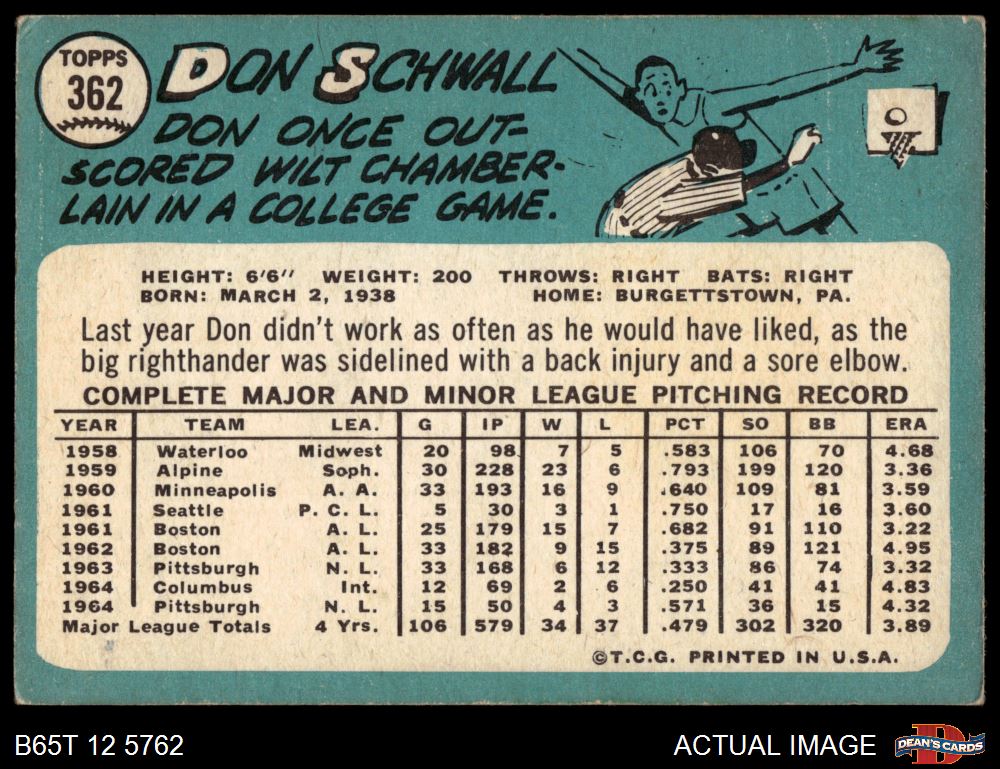 TOPPS
362
DON SCHWALL
DON ONCE OUT-
SCORED WILT CHAMBER-
LAIN IN A COLLEGE GAME.
HEIGHT: 6'6" WEIGHT: 200 THROWS: RIGHT BATS: RIGHT
BORN: MARCH 2, 1938 HOME: BURGETTSTOWN, PA.
Last year Don didn't work as often as he would have liked, as the
big righthander was sidelined with a back injury and a sore elbow.
COMPLETE MAJOR AND MINOR LEAGUE PITCHING RECORD
YEAR TEAM LEA. G IP W L PCT SO BB ERA
1958 Waterloo Midwest 20 98 7 5 .583 106 70 4.68
1959 Alpine Soph. 30 228 23 6 .793 199 120 3.36
1960 Minneapolis A. A. 33 193 16 9 .640 109 81 3.59
1961 Seattle P. C. L. 5 30 3 1 .750 17 16 3.60
1961 Boston A. L. 25 179 15 7 .682 91 110 3.22
1962 Boston A. L. 33 182 9 15 .375 89 121 4.95
1963 Pittsburgh N. L. 33 168 6 12 .333 86 74 3.32
1964 Columbus Int. 12 69 2 6 .250 41 41 4.83
1964 Pittsburgh N. L. 15 50 4 3 .571 36 15 4.32
Major League Totals 4 Yrs. 106 579 34 37 .479 302 320 3.89
©T.C.G. PRINTED IN U.S.A.
B65T 12 5762 ACTUAL IMAGE
D
DEAN'S CARDS